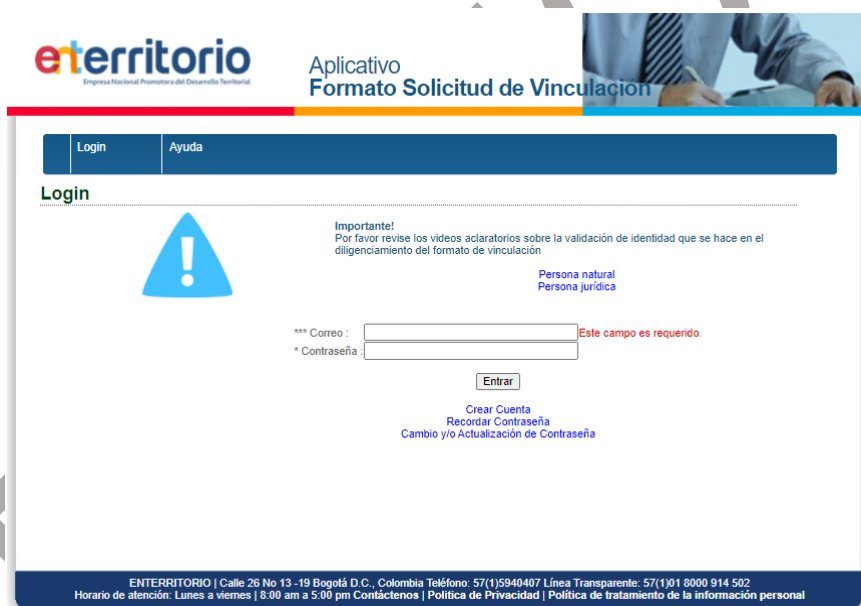 enterritorio
Empresa Nacional Promotora del Desarrollo Territorial
Aplicativo
Formato Solicitud de Vinculación
Login Ayuda
Login
Importante!
Por favor revise los videos aclaratorios sobre la validación de identidad que se hace en el
diligenciamiento del formato de vinculación
Persona natural
Persona jurídica
*** Correo : Este campo es requerido.
* Contraseña :
Entrar
Crear Cuenta
Recordar Contraseña
Cambio y/o Actualización de Contraseña
ENTERRITORIO | Calle 26 No 13 -19 Bogotá D.C., Colombia Teléfono: 57(1)5940407 Línea Transparente: 57(1)01 8000 914 502
Horario de atención: Lunes a viernes | 8:00 am a 5:00 pm Contáctenos | Politica de Privacidad | Política de tratamiento de la información personal